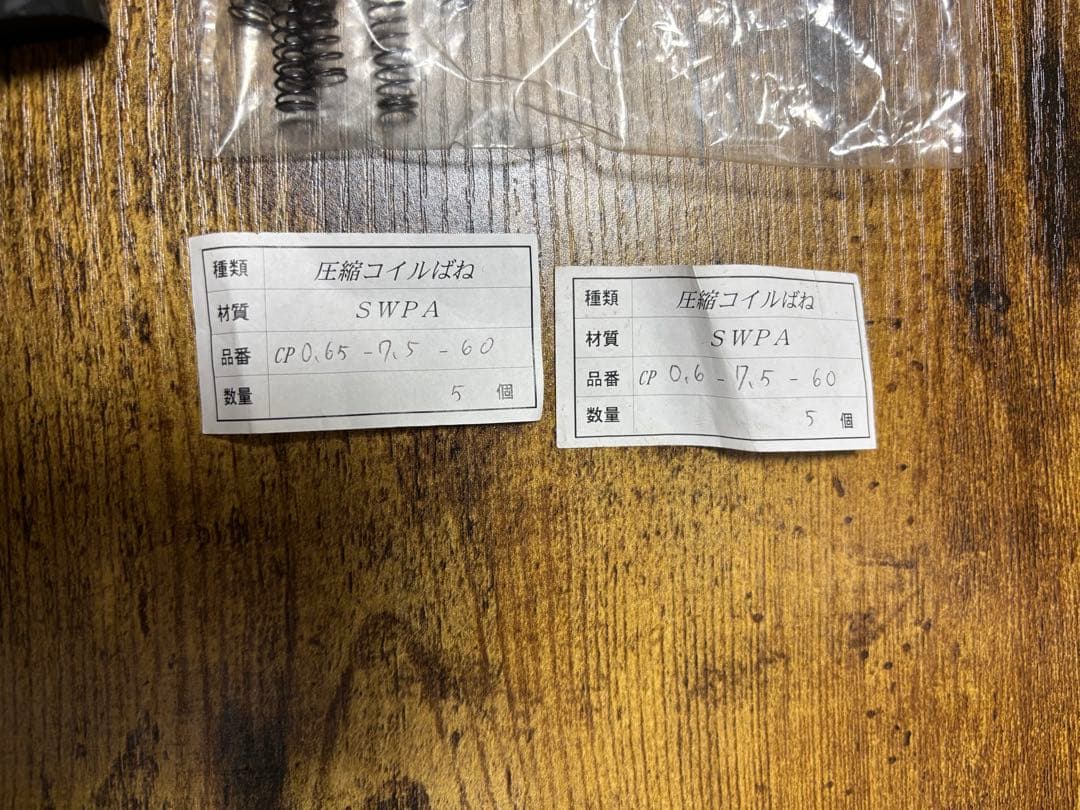 種類 圧縮コイルばね
材質 SWPA
品番 CP 0.65 - 7.5 - 60
数量 5 個
種類 圧縮コイルばね
材質 SWPA
品番 CP 0.6 - 7.5 - 60
数量 5 個